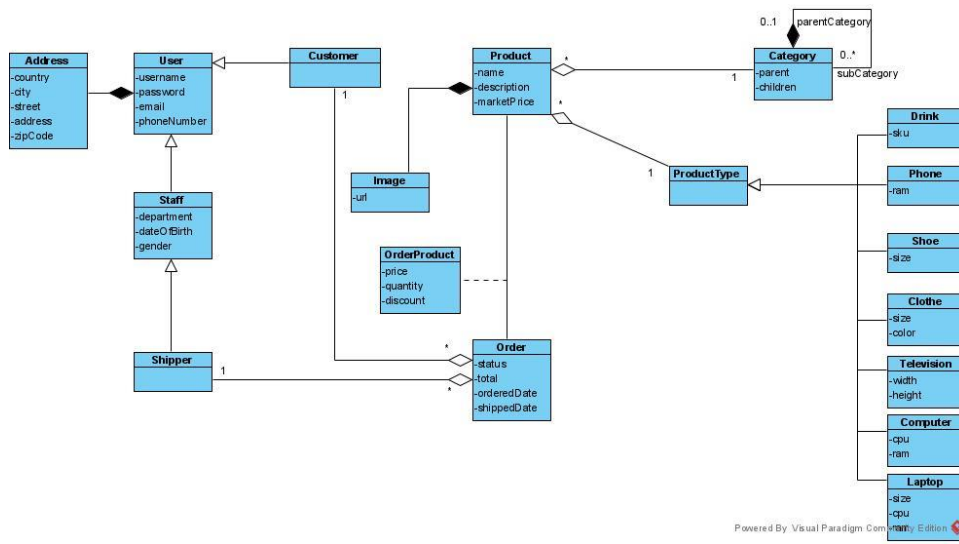 Address
-country
-city
-street
-address
-zipCode
User
-username
-password
-email
-phoneNumber
Customer
1
Product
-name
-description
-marketPrice
*
*
1
0..1
parentCategory
Category
-parent
-children
0..*
subCategory
Image
-url
1
ProductType
Drink
-sku
Phone
-ram
Shoe
-size
Clothe
-size
-color
Television
-width
-height
Computer
-cpu
-ram
Laptop
-size
-cpu
-ram
Staff
-department
-dateOfBirth
-gender
OrderProduct
-price
-quantity
-discount
Shipper
1
*
*
Order
-status
-total
-orderedDate
-shippedDate
Powered By Visual Paradigm Community Edition